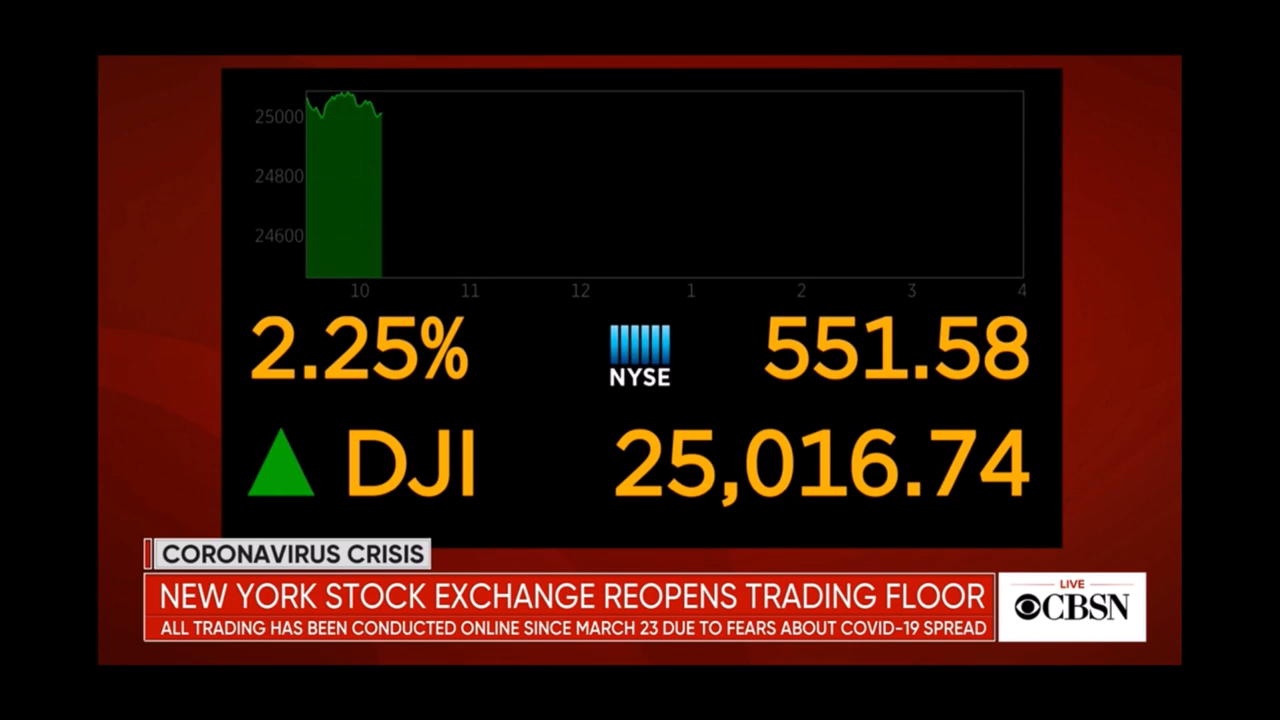 25000
24800
24600
10 11 12 1 2 3 4
2.25% NYSE 551.58
DJI 25,016.74
CORONAVIRUS CRISIS
NEW YORK STOCK EXCHANGE REOPENS TRADING FLOOR
ALL TRADING HAS BEEN CONDUCTED ONLINE SINCE MARCH 23 DUE TO FEARS ABOUT COVID-19 SPREAD
LIVE
CBSN